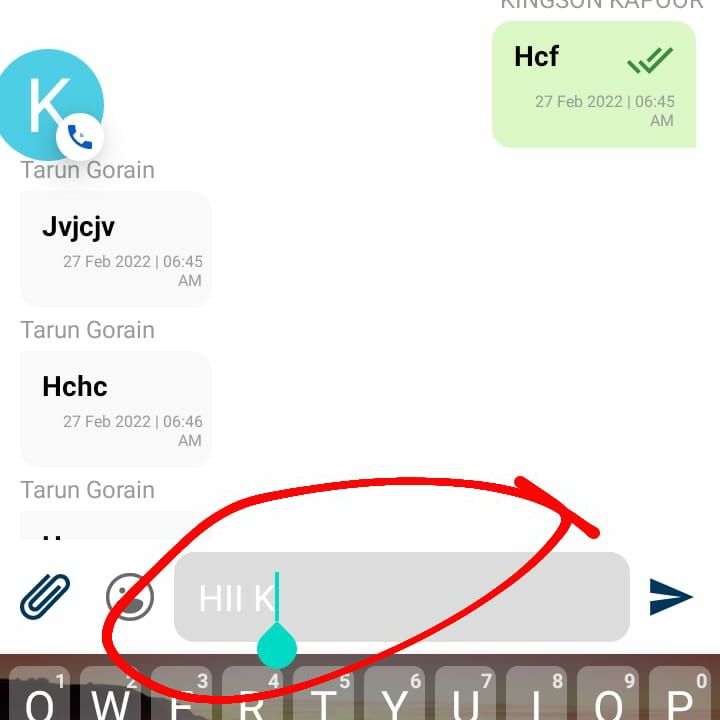 KINGSON KAPOOR
Hcf
27 Feb 2022 | 06:45
AM
K
Tarun Gorain
Jvjcjv
27 Feb 2022 | 06:45
AM
Tarun Gorain
Hchc
27 Feb 2022 | 06:46
AM
Tarun Gorain
HII K
1 2 3 4 5 6 7 8 9 0
Q W E R T Y U I O P